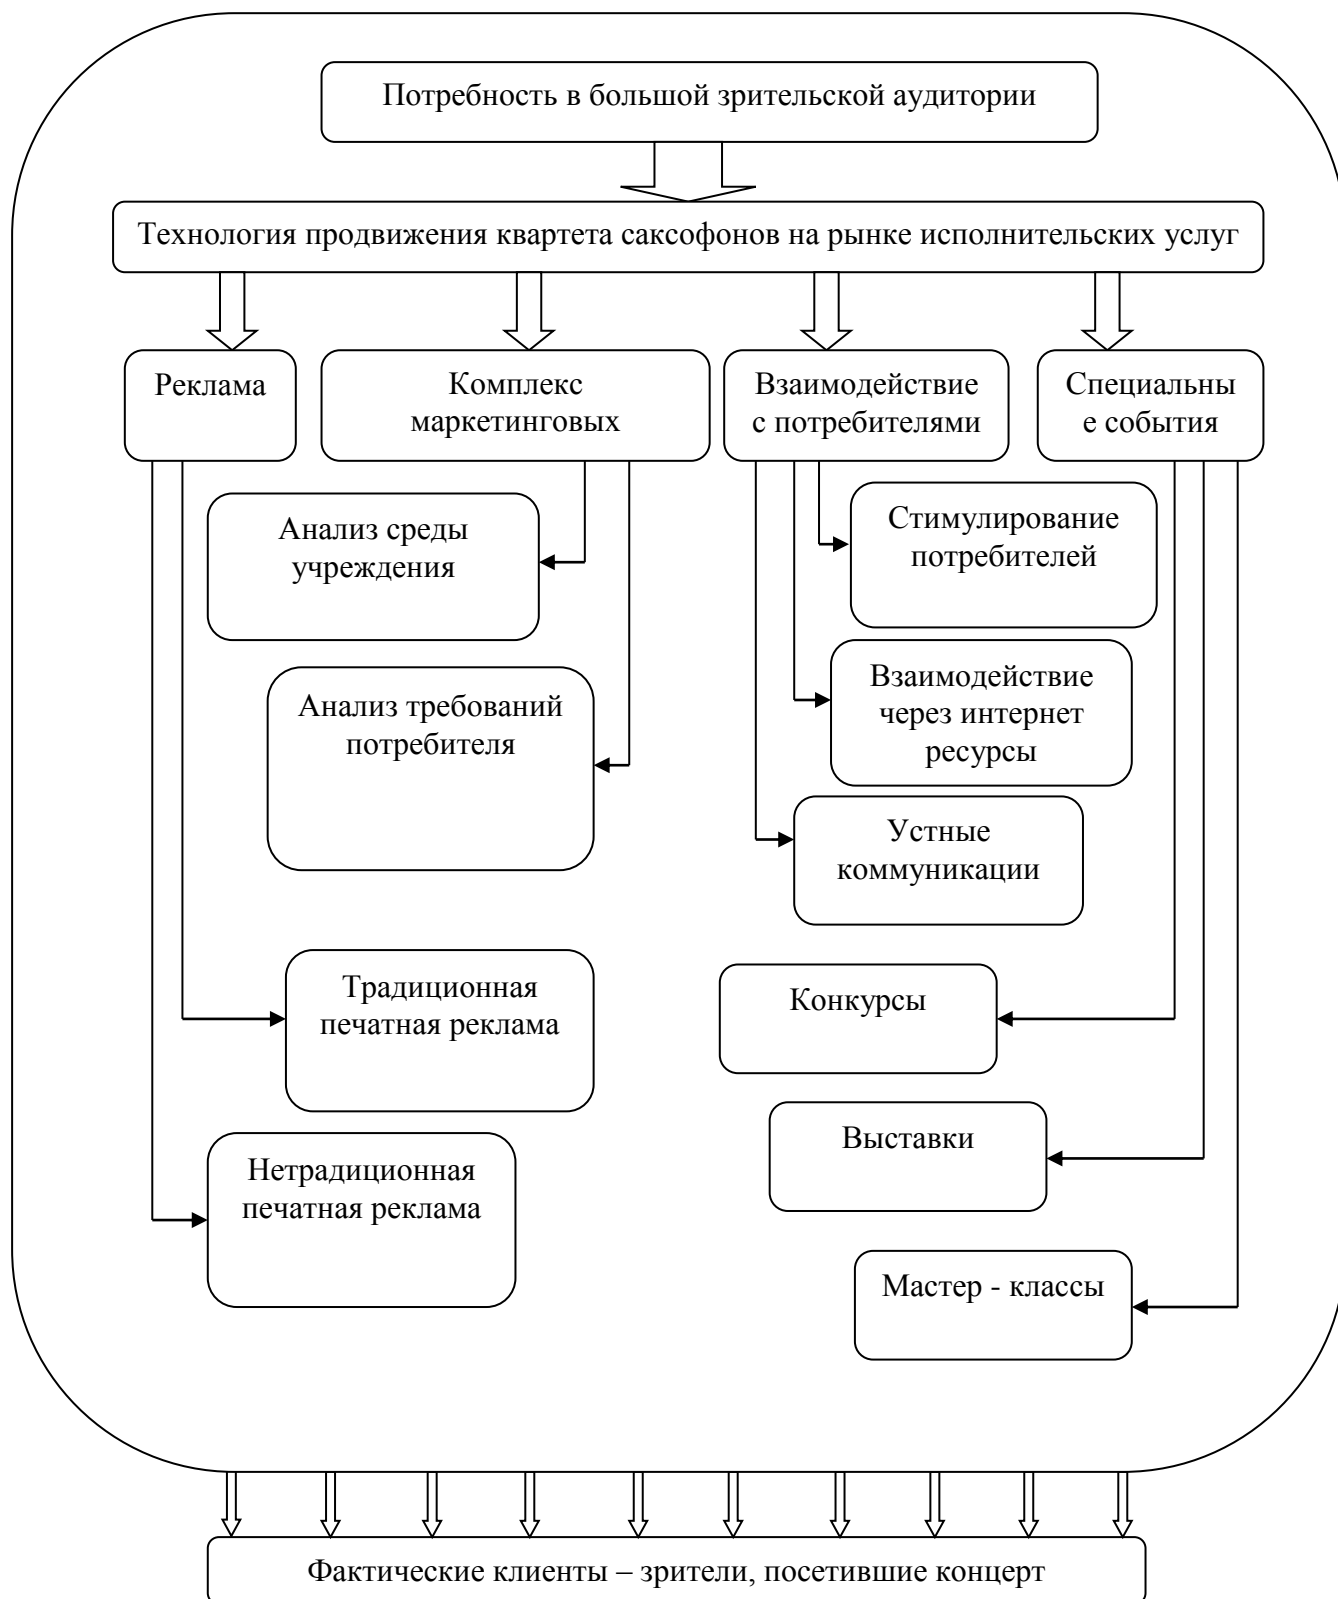 Потребность в большой зрительской аудитории
Технология продвижения квартета саксофонов на рынке исполнительских услуг
Реклама
Комплекс
маркетинговых
Взаимодействие
с потребителями
Специальны
е события
Анализ среды
учреждения
Стимулирование
потребителей
Анализ требований
потребителя
Взаимодействие
через интернет
ресурсы
Устные
коммуникации
Традиционная
печатная реклама
Конкурсы
Выставки
Нетрадиционная
печатная реклама
Мастер - классы
Фактические клиенты – зрители, посетившие концерт